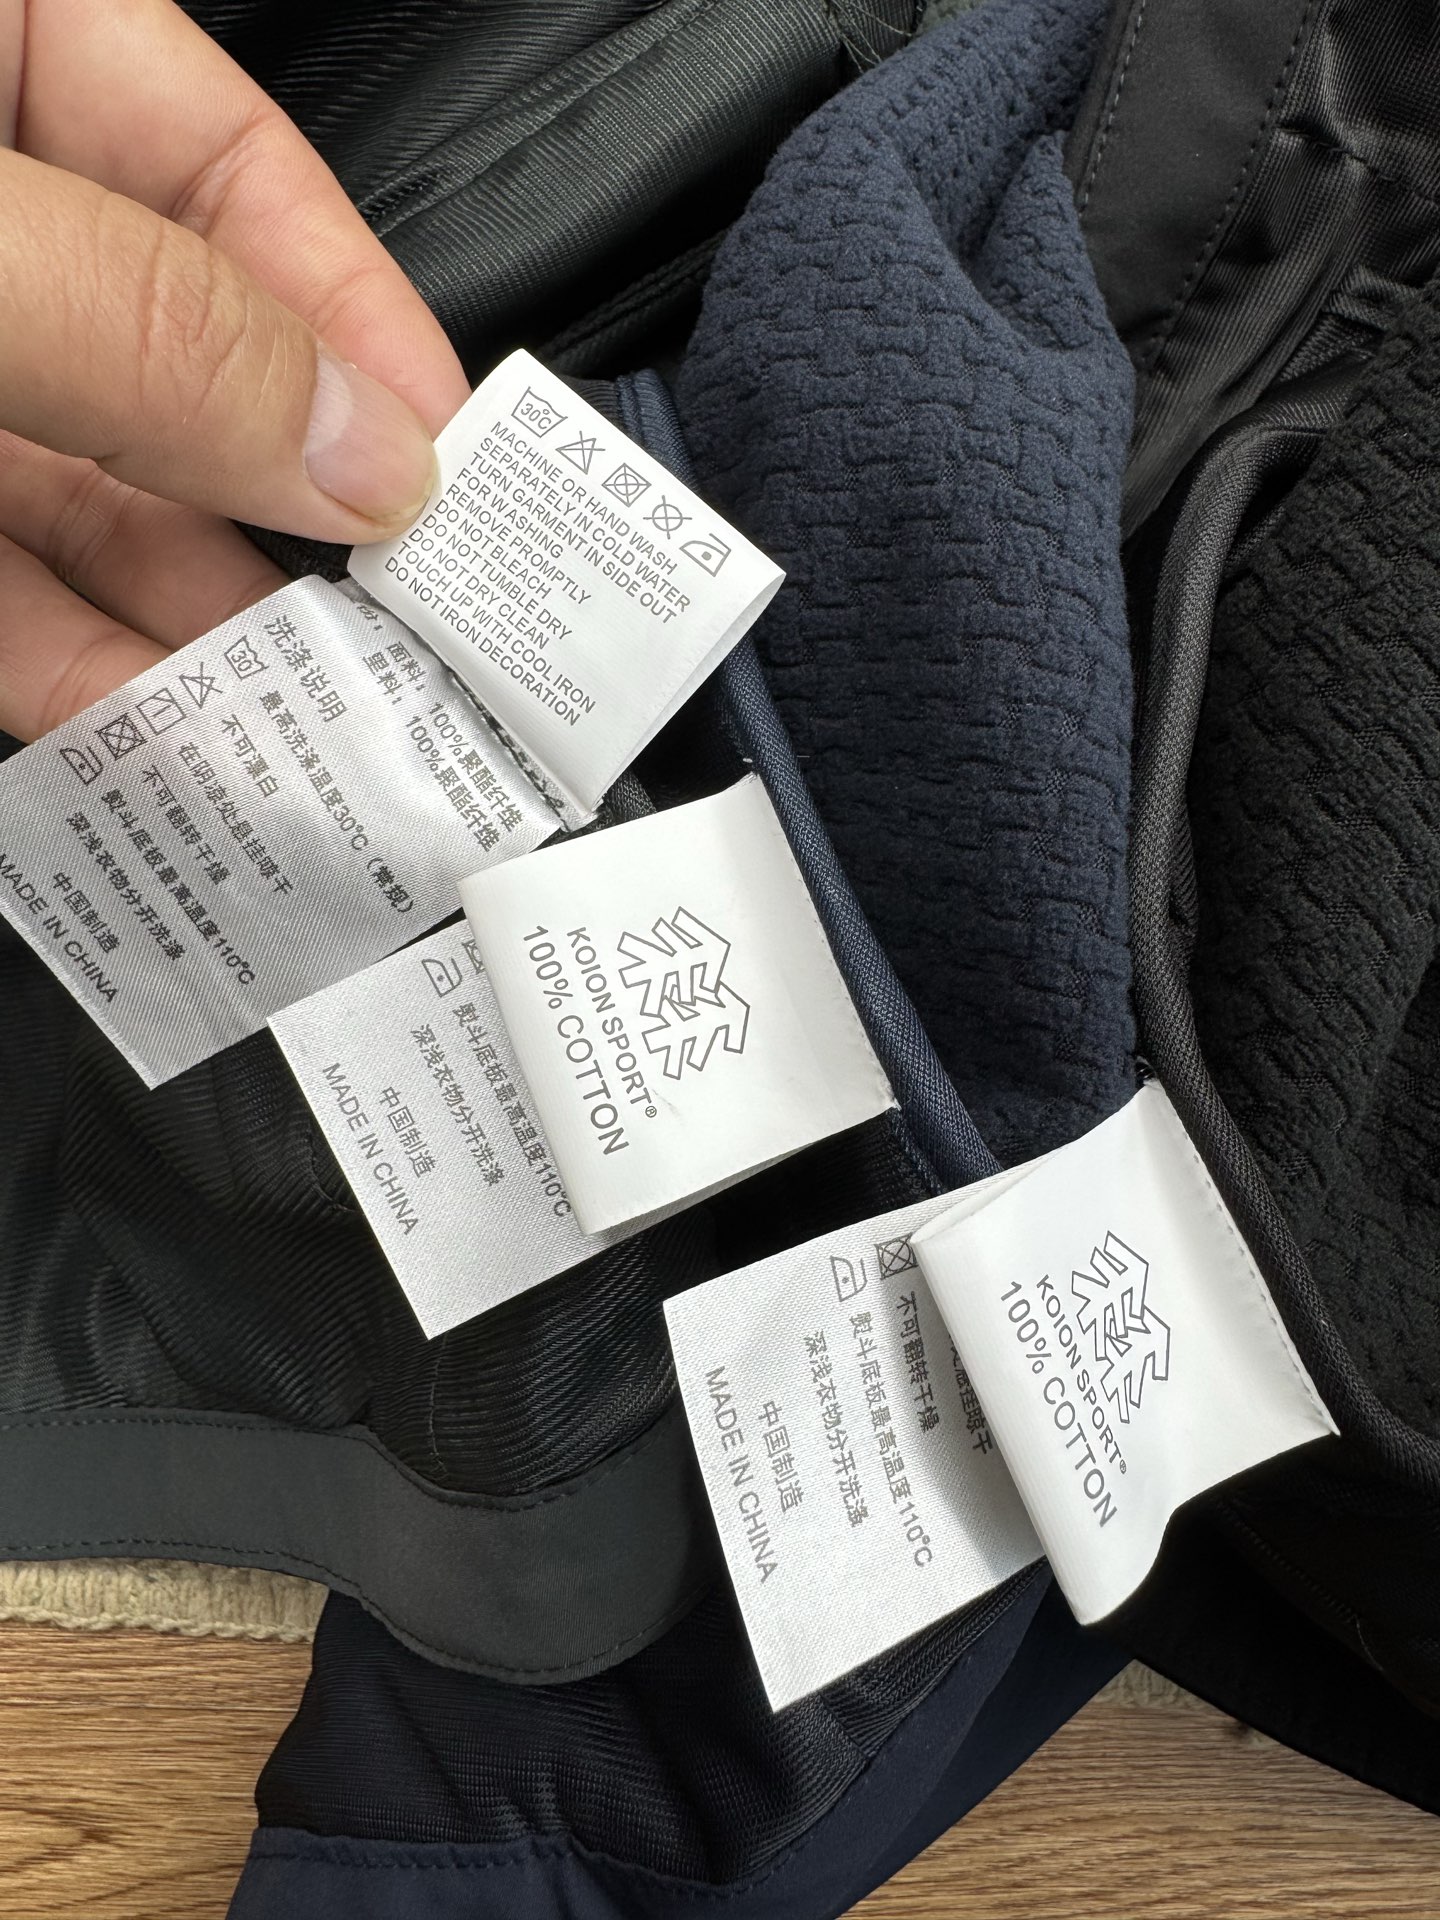 30℃
MACHINE OR HAND WASH
SEPARATELY IN COLD WATER
TURN GARMENT IN SIDE OUT
FOR WASHING
REMOVE PROMPTLY
DO NOT BLEACH
DO NOT TUMBLE DRY
DO NOT DRY CLEAN
TOUCH UP WITH COOL IRON
DO NOT IRON DECORATION
面料: 100%聚酯纤维
里料: 100%聚酯纤维
洗涤说明
30 最高洗涤温度30℃ (常规)
不可漂白
在阴凉处悬挂晾干
不可翻转干燥
熨斗底板最高温度110℃
深浅衣物分开洗涤
中国制造
MADE IN CHINA
KOION SPORT®
100% COTTON
熨斗底板最高温度110℃
深浅衣物分开洗涤
中国制造
MADE IN CHINA
KOION SPORT®
100% COTTON
悬挂晾干
不可翻转干燥
熨斗底板最高温度110℃
深浅衣物分开洗涤
中国制造
MADE IN CHINA